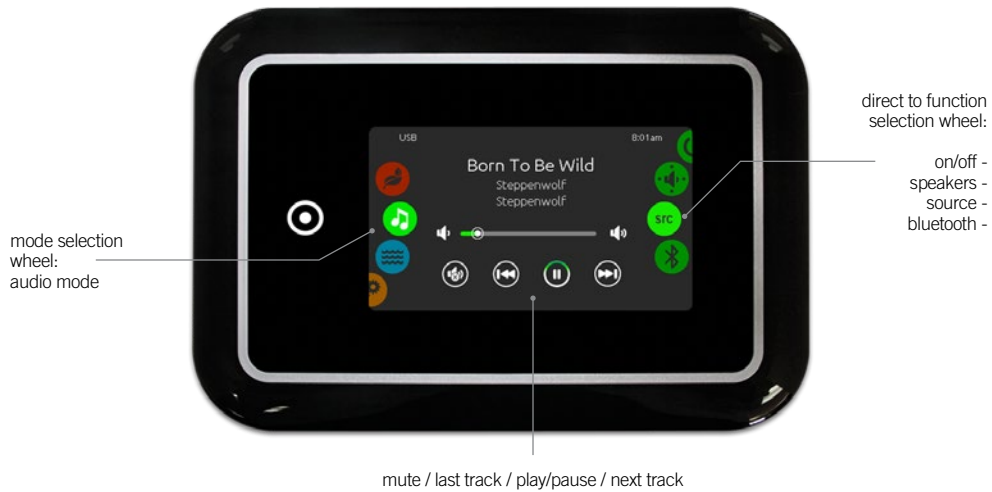 direct to function
selection wheel:
on/off -
speakers -
source -
bluetooth -
USB
8:01am
Born To Be Wild
Steppenwolf
Steppenwolf
src
mode selection
wheel:
audio mode
mute / last track / play/pause / next track